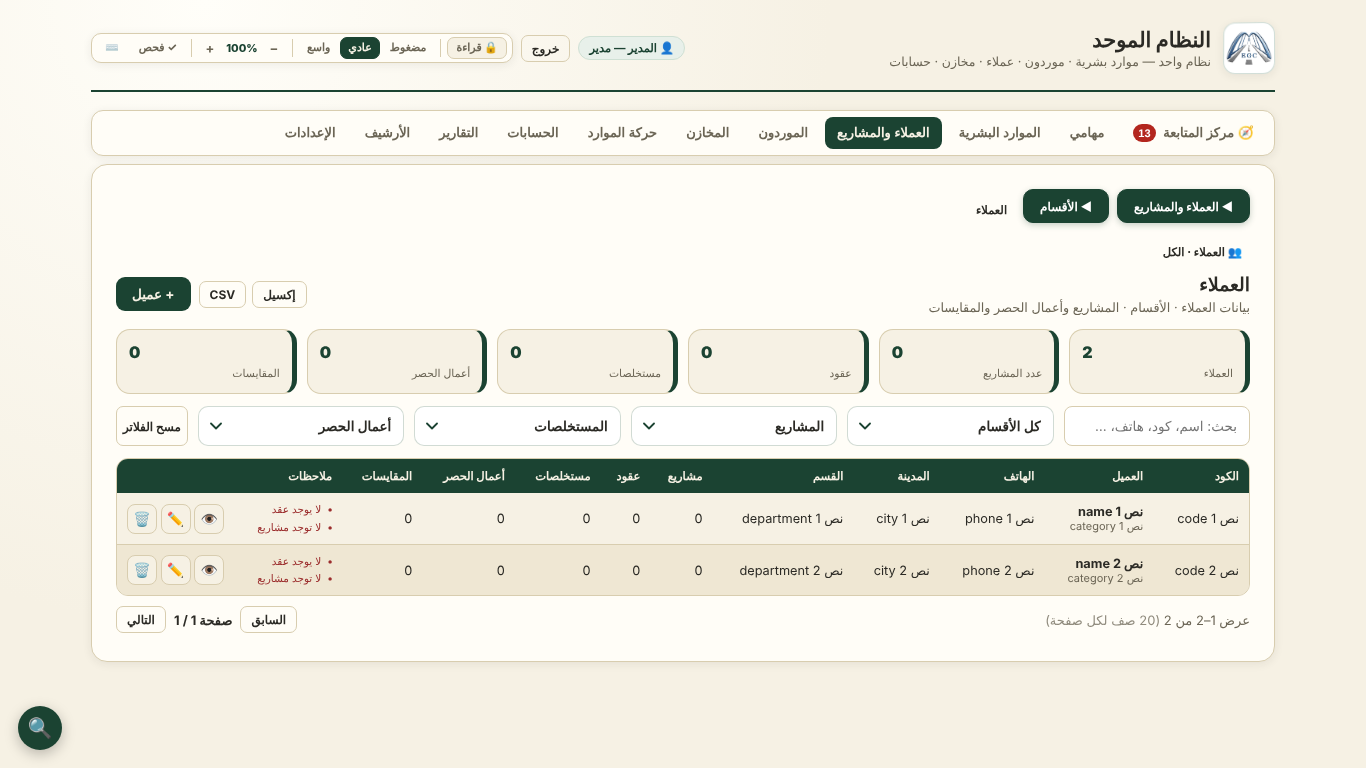 النظام الموحد
نظام واحد — موارد بشرية · موردون · عملاء · مخازن · حسابات
ROC
👤 المدير — مدير
خروج
🔒 قراءة
مضغوط
عادي
واسع
− 100% +
✓ فحص
🧭 مركز المتابعة 13
مهامي
الموارد البشرية
العملاء والمشاريع
الموردون
المخازن
حركة الموارد
الحسابات
التقارير
الأرشيف
الإعدادات
◀ العملاء والمشاريع
◀ الأقسام
العملاء
👥 العملاء · الكل
العملاء
بيانات العملاء · الأقسام · المشاريع وأعمال الحصر والمقايسات
إكسيل
CSV
+ عميل
2
العملاء
0
عدد المشاريع
0
عقود
0
مستخلصات
0
أعمال الحصر
0
المقايسات
بحث: اسم، كود، هاتف، ...
كل الأقسام
المشاريع
المستخلصات
أعمال الحصر
مسح الفلاتر
الكود العميل الهاتف المدينة القسم مشاريع عقود مستخلصات أعمال الحصر المقايسات ملاحظات
نص 1 code نص 1 name نص 1 phone نص 1 city نص 1 department 0 0 0 0 0 • لا يوجد عقد
نص 1 category • لا توجد مشاريع
نص 2 code نص 2 name نص 2 phone نص 2 city نص 2 department 0 0 0 0 0 • لا يوجد عقد
نص 2 category • لا توجد مشاريع
عرض 1–2 من 2 (20 صف لكل صفحة)
السابق
صفحة 1 / 1
التالي